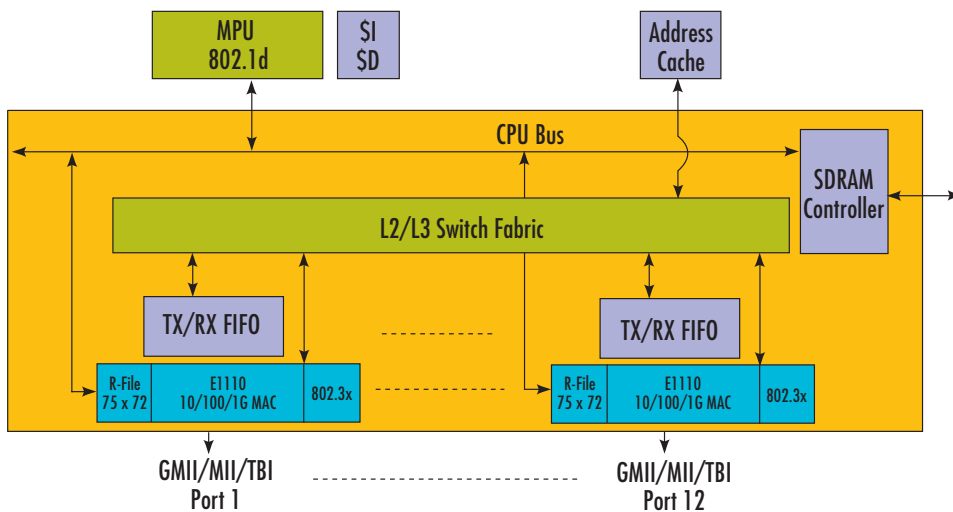 MPU
802.1d
$I
$D
Address
Cache
CPU Bus
SDRAM
Controller
L2/L3 Switch Fabric
TX/RX FIFO
TX/RX FIFO
R-File
75 x 72
E1110
10/100/1G MAC
802.3x
R-File
75 x 72
E1110
10/100/1G MAC
802.3x
GMII/MII/TBI
Port 1
GMII/MII/TBI
Port 12